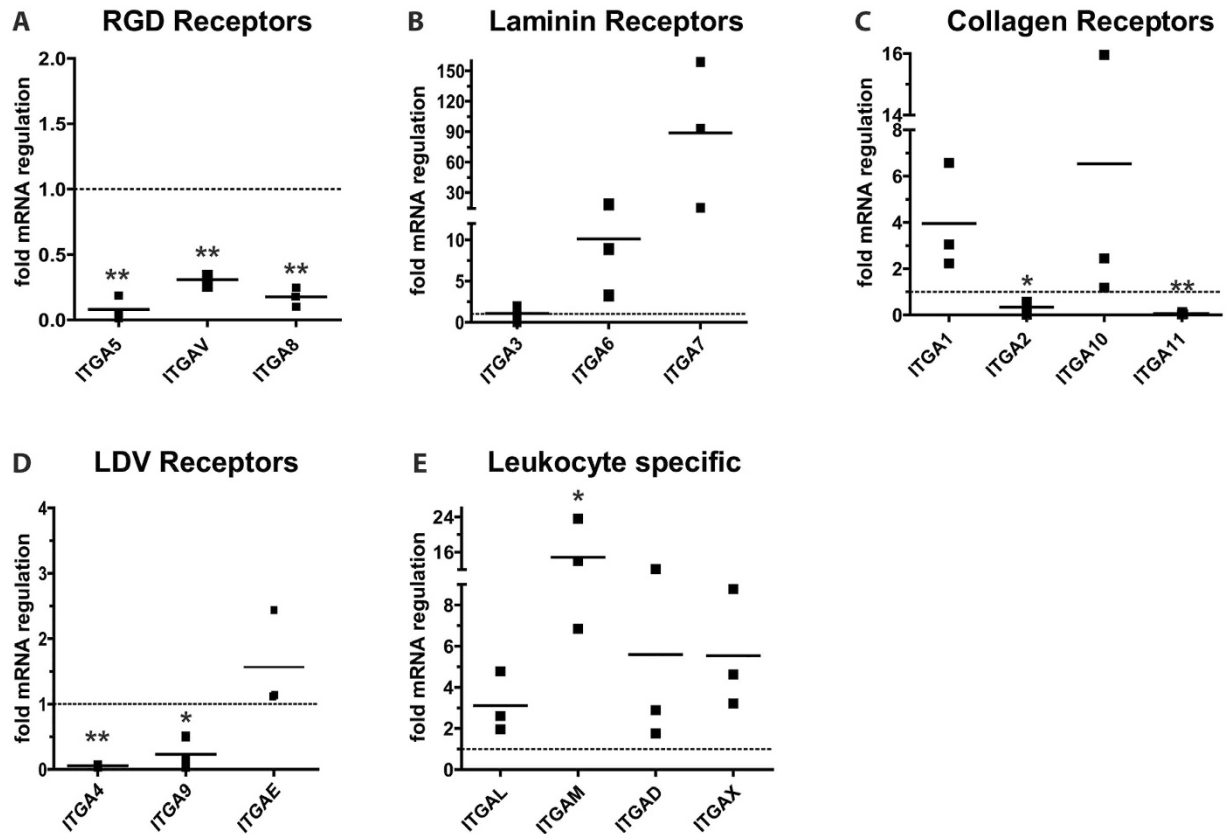 A RGD Receptors
fold mRNA regulation
2.0
1.5
1.0
0.5
0.0
** ** **
ITGA5 ITGAV ITGA8
B Laminin Receptors
fold mRNA regulation
150
120
90
60
30
10
5
0
ITGA3 ITGA6 ITGA7
C Collagen Receptors
fold mRNA regulation
16
14
8
6
4
2
0
* **
ITGA1 ITGA2 ITGA10 ITGA11
D LDV Receptors
fold mRNA regulation
4
3
2
1
0
** *
ITGA4 ITGA9 ITGAE
E Leukocyte specific
fold mRNA regulation
24
16
8
6
4
2
0
*
ITGAL ITGAM ITGAD ITGAX